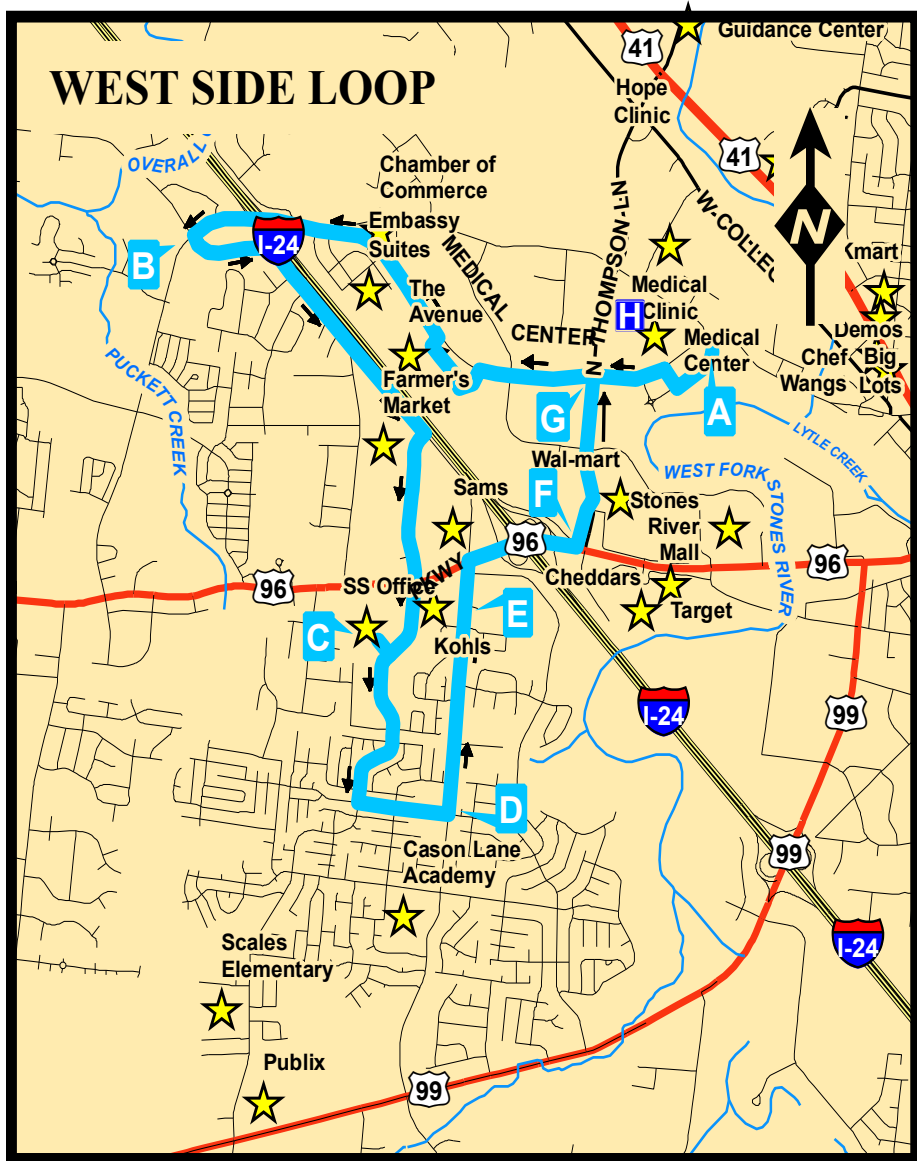 Guidance Center
41
WEST SIDE LOOP
Hope
Clinic
41
OVERALL
Chamber of
Commerce
Embassy
Suites
MEDICAL
CENTER
N-THOMPSON-LN
W-COLLEG
N
B
I-24
The
Avenue
Medical
Clinic
H
Kmart
Demos
Medical
Center
Chef
Wangs
Big
Lots
PUCKETT CREEK
Farmer's
Market
G
A
LYTLE CREEK
Wal-mart
WEST FORK STONES RIVER
F
Sams
Stones
River
Mall
96
96
96
SS Office
PKWY
Cheddars
Target
C
E
Kohls
I-24
99
D
Cason Lane
Academy
99
I-24
Scales
Elementary
Publix
99